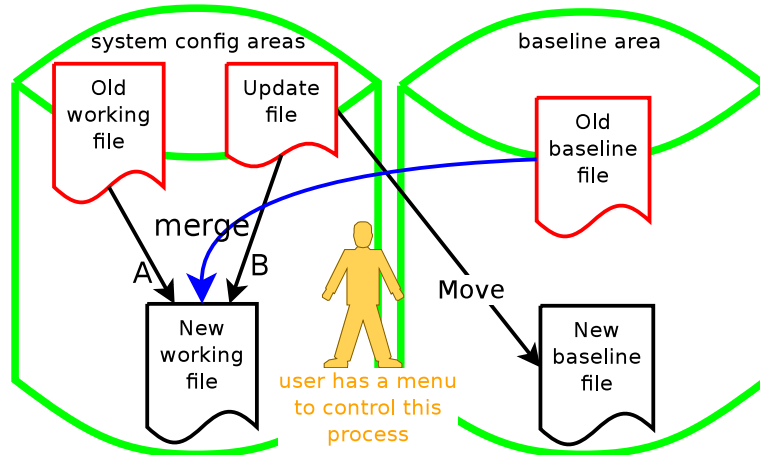 system config areas
baseline area
Old
working
file
Update
file
Old
baseline
file
merge
A
B
Move
New
working
file
New
baseline
file
user has a menu
to control this
process